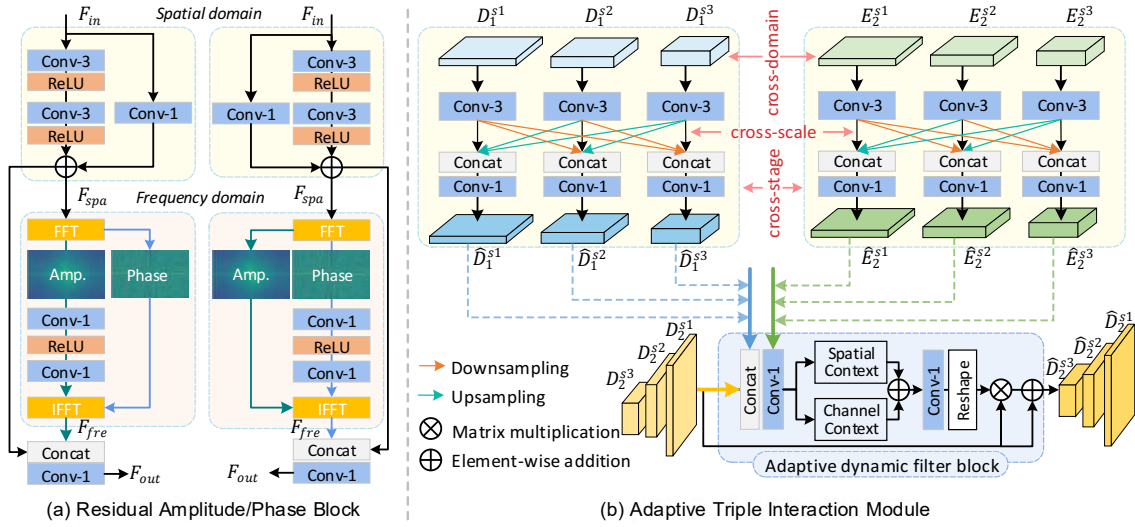 Spatial domain
F_in
F_in
Conv-3
ReLU
Conv-3
ReLU
Conv-1
Conv-3
ReLU
Conv-1
Conv-3
ReLU
F_spa
F_spa
Frequency domain
FFT
FFT
Amp.
Phase
Amp.
Phase
Conv-1
ReLU
Conv-1
Conv-1
ReLU
Conv-1
IFFT
IFFT
F_fre
F_fre
Concat
Concat
Conv-1
F_out
F_out
Conv-1
(a) Residual Amplitude/Phase Block
D_1^{s1}
D_1^{s2}
D_1^{s3}
E_2^{s1}
E_2^{s2}
E_2^{s3}
cross-domain
Conv-3
Conv-3
Conv-3
Conv-3
Conv-3
Conv-3
cross-scale
Concat
Concat
Concat
Concat
Concat
Concat
Conv-1
Conv-1
Conv-1
Conv-1
Conv-1
Conv-1
cross-stage
D̂_1^{s1}
D̂_1^{s2}
D̂_1^{s3}
Ê_2^{s1}
Ê_2^{s2}
Ê_2^{s3}
Downsampling
Upsampling
Matrix multiplication
Element-wise addition
D_2^{s3}
D_2^{s2}
D_2^{s1}
Concat
Conv-1
Spatial
Context
Channel
Context
Conv-1
Reshape
D̂_2^{s3}
D̂_2^{s2}
D̂_2^{s1}
Adaptive dynamic filter block
(b) Adaptive Triple Interaction Module